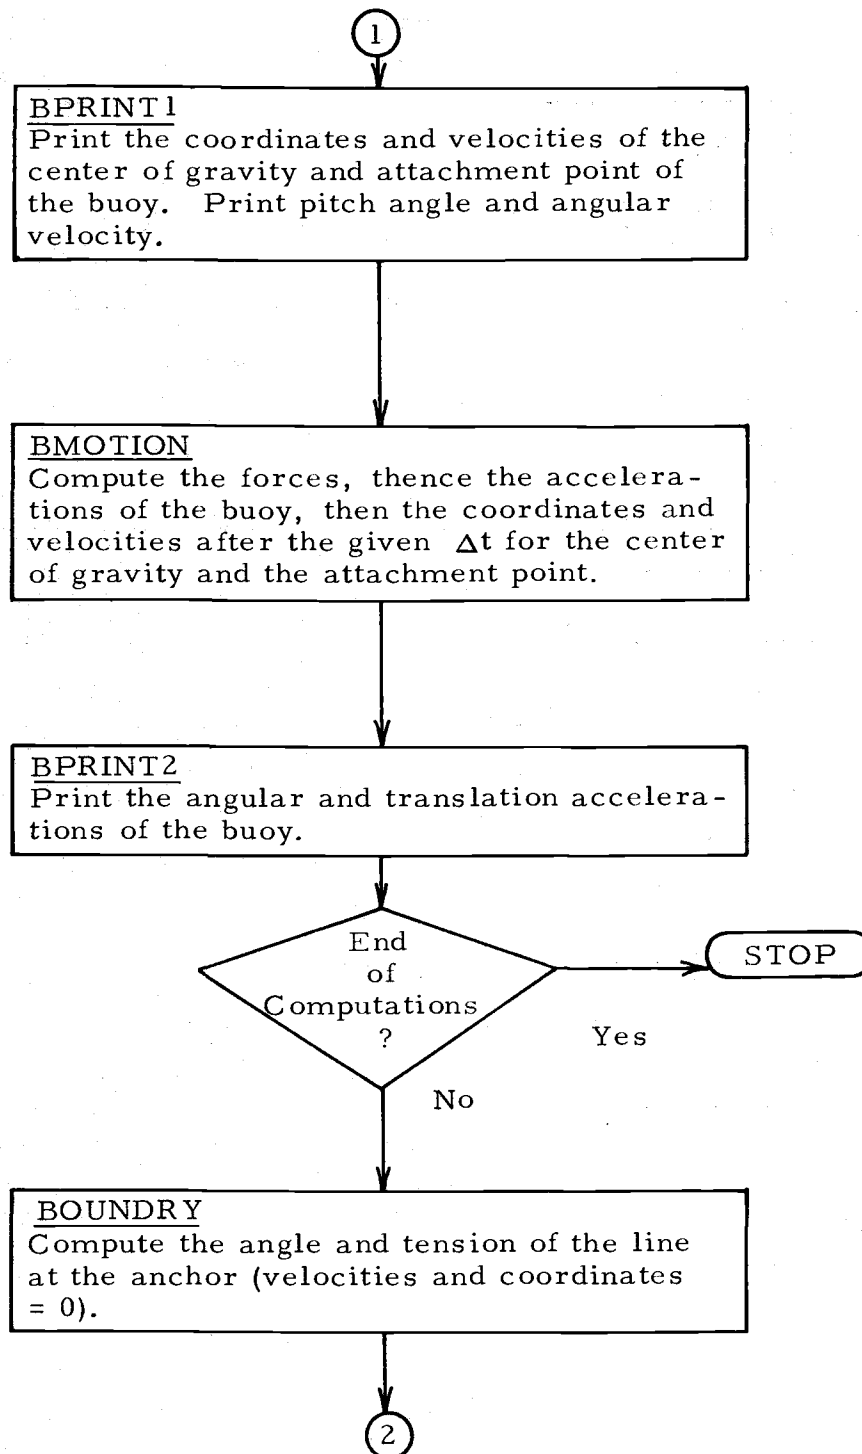 1
BPRINT1
Print the coordinates and velocities of the
center of gravity and attachment point of
the buoy. Print pitch angle and angular
velocity.
BMOTION
Compute the forces, thence the accelera-
tions of the buoy, then the coordinates and
velocities after the given Δt for the center
of gravity and the attachment point.
BPRINT2
Print the angular and translation accelera-
tions of the buoy.
End
of
Computations
?
STOP
Yes
No
BOUNDRY
Compute the angle and tension of the line
at the anchor (velocities and coordinates
= 0).
2